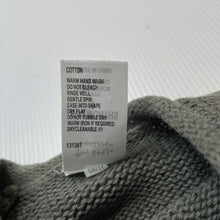 COTTON
WARM HAND WASH
DO NOT BLEACH
RINSE WELL
GENTLE SPIN
EASE INTO SHAPE
DRY FLAT
DO NOT TUMBLE DRY
WARM IRON IF REQUIRED
DRYCLEANABLE
131361